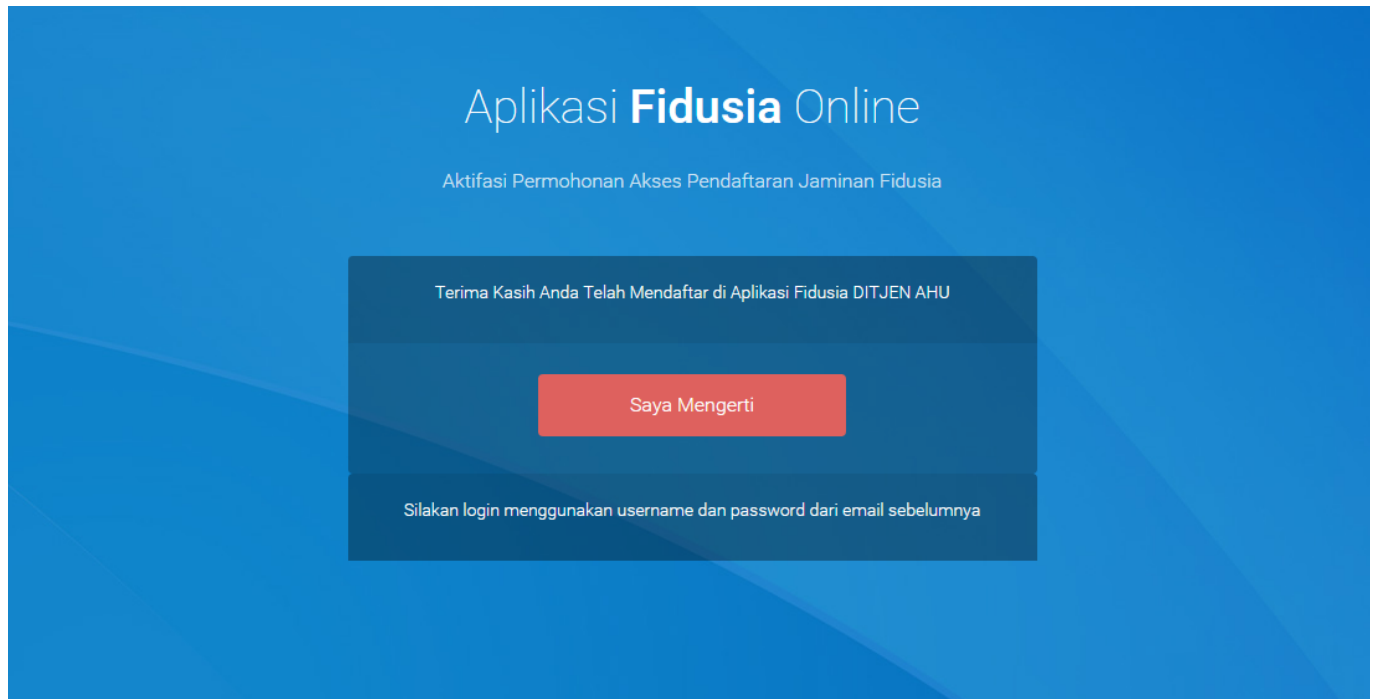 Aplikasi Fidusia Online
Aktifasi Permohonan Akses Pendaftaran Jaminan Fidusia
Terima Kasih Anda Telah Mendaftar di Aplikasi Fidusia DITJEN AHU
Saya Mengerti
Silakan login menggunakan username dan password dari email sebelumnya